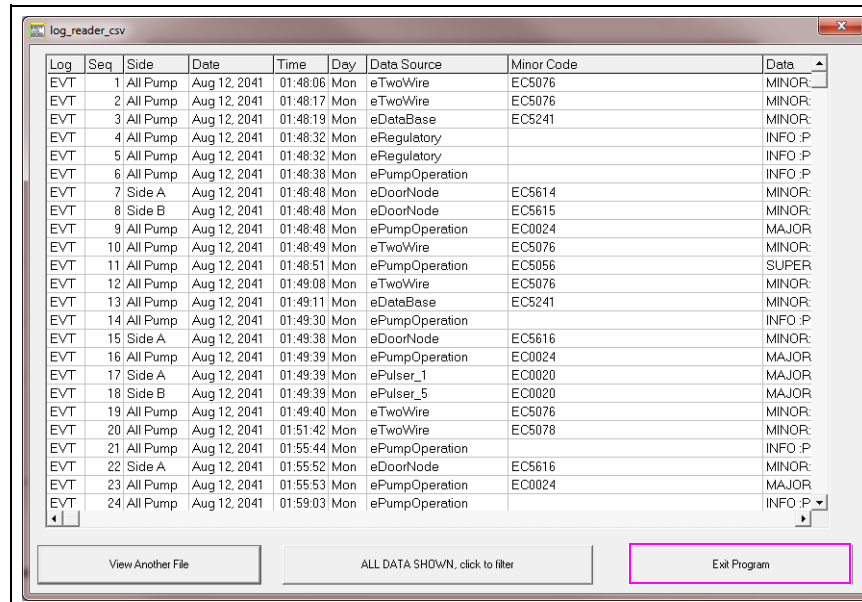 log_reader_csv
Log Seq Side Date Time Day Data Source Minor Code Data
EVT 1 All Pump Aug 12, 2041 01:48:06 Mon eTwoWire EC5076 MINOR:
EVT 2 All Pump Aug 12, 2041 01:48:17 Mon eTwoWire EC5076 MINOR:
EVT 3 All Pump Aug 12, 2041 01:48:19 Mon eDataBase EC5241 MINOR:
EVT 4 All Pump Aug 12, 2041 01:48:32 Mon eRegulatory INFO :P
EVT 5 All Pump Aug 12, 2041 01:48:32 Mon eRegulatory INFO :P
EVT 6 All Pump Aug 12, 2041 01:48:38 Mon ePumpOperation INFO :P
EVT 7 Side A Aug 12, 2041 01:48:48 Mon eDoorNode EC5614 MINOR:
EVT 8 Side B Aug 12, 2041 01:48:48 Mon eDoorNode EC5615 MINOR:
EVT 9 All Pump Aug 12, 2041 01:48:48 Mon ePumpOperation EC0024 MAJOR
EVT 10 All Pump Aug 12, 2041 01:48:49 Mon eTwoWire EC5076 MINOR:
EVT 11 All Pump Aug 12, 2041 01:48:51 Mon ePumpOperation EC5056 SUPER
EVT 12 All Pump Aug 12, 2041 01:49:08 Mon eTwoWire EC5076 MINOR:
EVT 13 All Pump Aug 12, 2041 01:49:11 Mon eDataBase EC5241 MINOR:
EVT 14 All Pump Aug 12, 2041 01:49:30 Mon ePumpOperation INFO :P
EVT 15 Side A Aug 12, 2041 01:49:38 Mon eDoorNode EC5616 MINOR:
EVT 16 All Pump Aug 12, 2041 01:49:39 Mon ePumpOperation EC0024 MAJOR
EVT 17 Side A Aug 12, 2041 01:49:39 Mon ePulser_1 EC0020 MAJOR
EVT 18 Side B Aug 12, 2041 01:49:39 Mon ePulser_5 EC0020 MAJOR
EVT 19 All Pump Aug 12, 2041 01:49:40 Mon eTwoWire EC5076 MINOR:
EVT 20 All Pump Aug 12, 2041 01:51:42 Mon eTwoWire EC5078 MINOR:
EVT 21 All Pump Aug 12, 2041 01:55:44 Mon ePumpOperation INFO :P
EVT 22 Side A Aug 12, 2041 01:55:52 Mon eDoorNode EC5616 MINOR:
EVT 23 All Pump Aug 12, 2041 01:55:53 Mon ePumpOperation EC0024 MAJOR
EVT 24 All Pump Aug 12, 2041 01:59:03 Mon ePumpOperation INFO :P
View Another File ALL DATA SHOWN, click to filter Exit Program